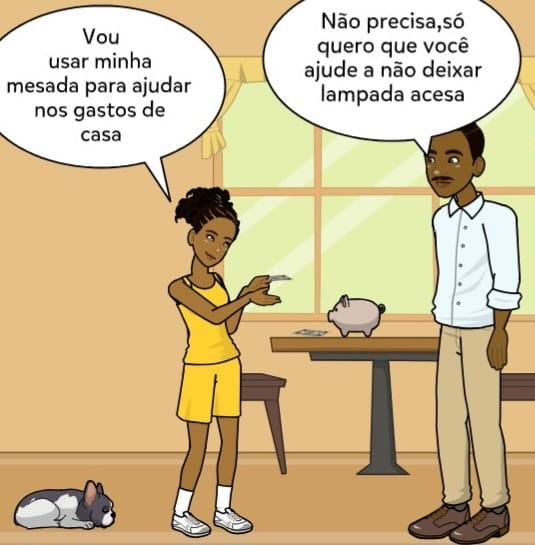 Vou
usar minha
mesada para ajudar
nos gastos de
casa
Não precisa,só
quero que você
ajude a não deixar
lampada acesa